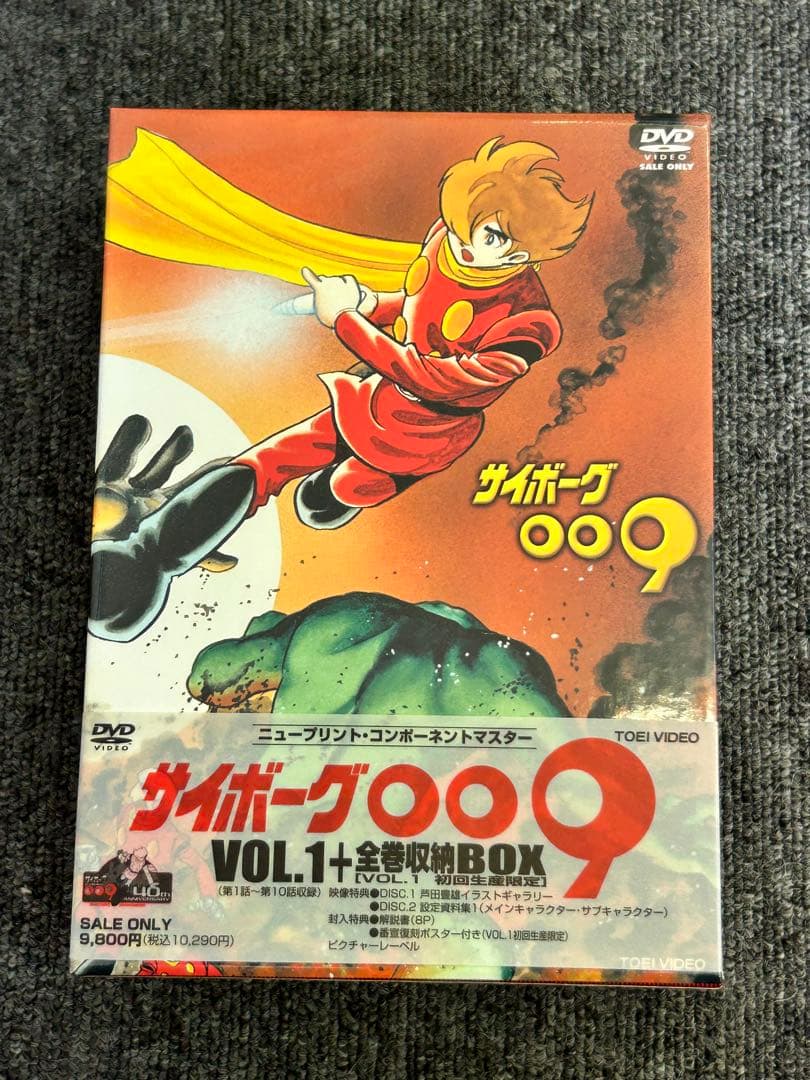 DVD
VIDEO
SALE ONLY
サイボーグ
009
DVD
VIDEO
ニュープリント・コンポーネントマスター
TOEI VIDEO
サイボーグ009
VOL.1+全巻収納BOX
[VOL.1 初回生産限定]
(第1話～第10話収録)
映像特典●DISC.1 芦田豊雄イラストギャラリー
●DISC.2 設定資料集1(メインキャラクター・サブキャラクター)
封入特典●解説書(8P)
●番宣復刻ポスター付き(VOL.1初回生産限定)
ピクチャーレーベル
サイボーグ
009
40th
ANNIVERSARY
SALE ONLY
9,800円(税込10,290円)
TOEI VIDEO